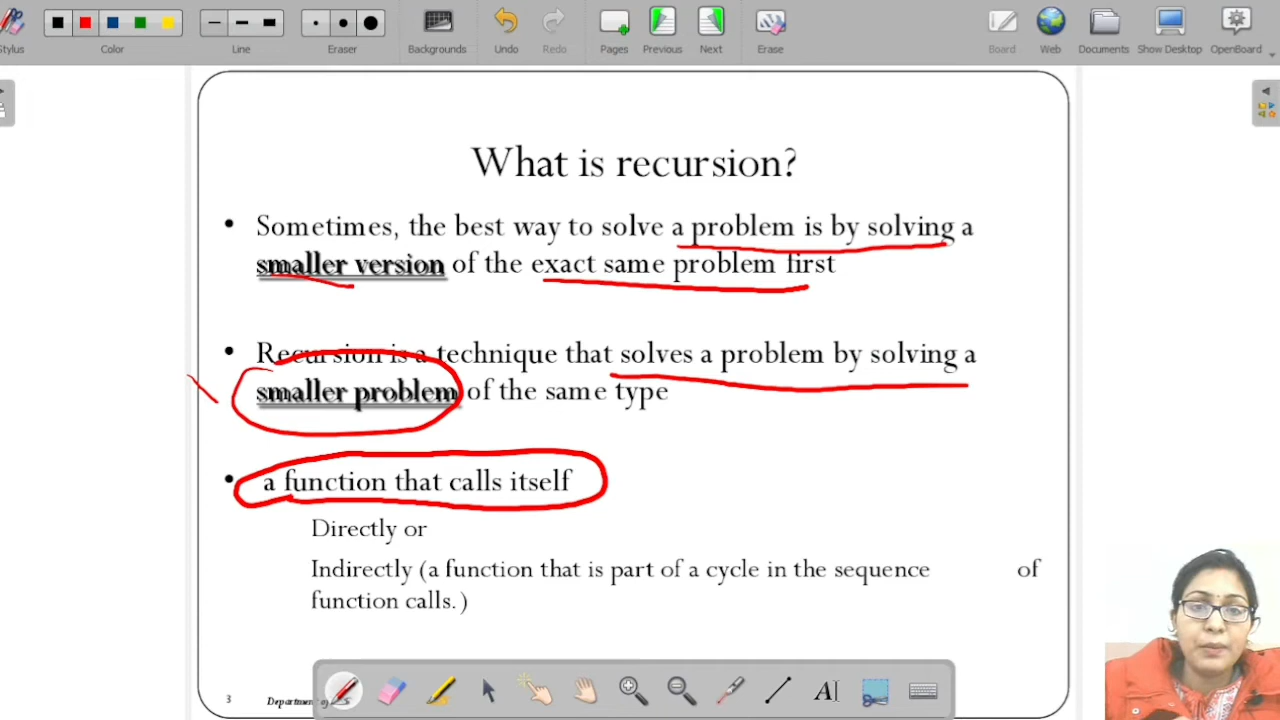 Stylus
Color
Line
Eraser
Backgrounds
Undo
Redo
Pages
Previous
Next
Erase
Board
Web
Documents
Show Desktop
OpenBoard
What is recursion?
• Sometimes, the best way to solve a problem is by solving a
smaller version of the exact same problem first
• Recursion is a technique that solves a problem by solving a
smaller problem of the same type
• a function that calls itself
Directly or
Indirectly (a function that is part of a cycle in the sequence of
function calls.)
3